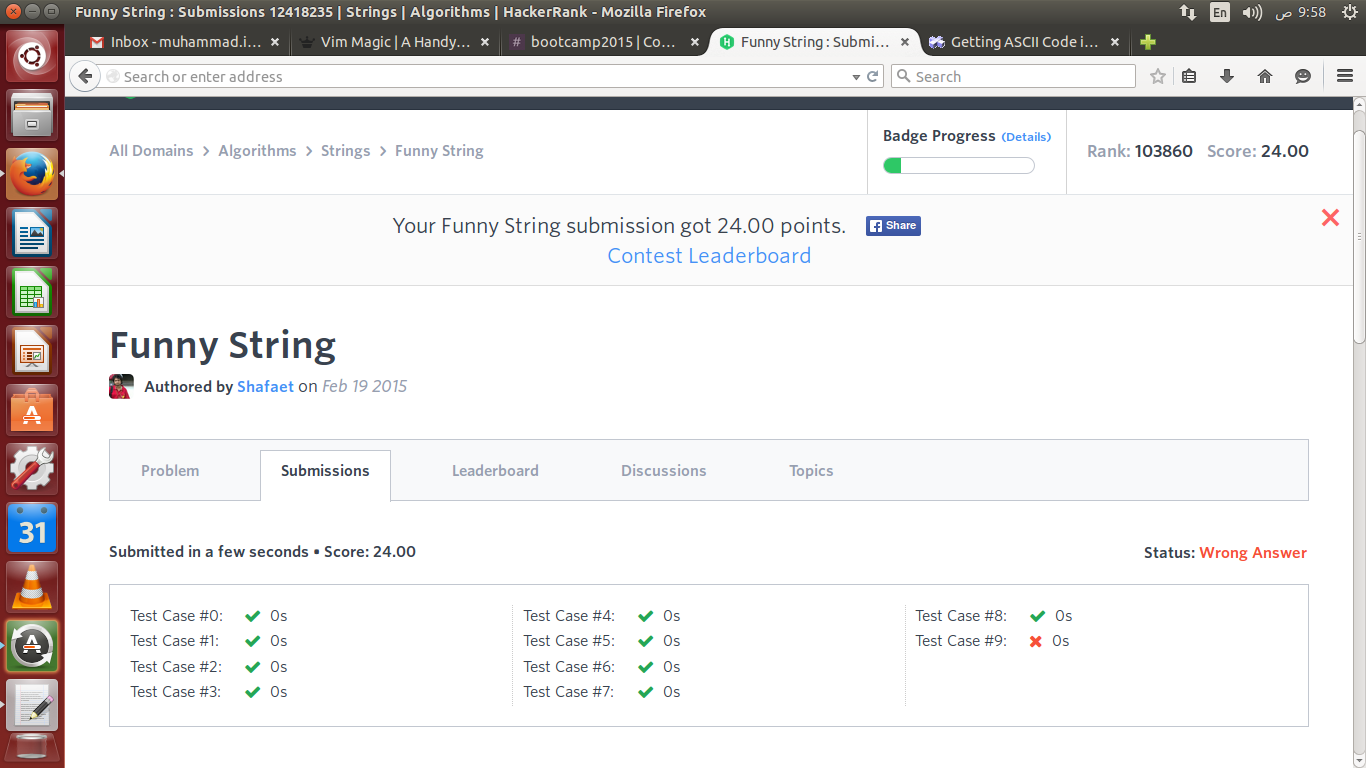 Funny String : Submissions 12418235 | Strings | Algorithms | HackerRank - Mozilla Firefox
En 9:58 ص
Inbox - muhammad.i... × Vim Magic | A Handy... × # bootcamp2015 | Co... × Funny String : Submi... × Getting ASCII Code i... ×
Search or enter address Search
All Domains > Algorithms > Strings > Funny String
Badge Progress (Details)
Rank: 103860 Score: 24.00
Your Funny String submission got 24.00 points. Share
Contest Leaderboard
Funny String
Authored by Shafaet on Feb 19 2015
Problem Submissions Leaderboard Discussions Topics
Submitted in a few seconds • Score: 24.00 Status: Wrong Answer
Test Case #0: ✔ 0s Test Case #4: ✔ 0s Test Case #8: ✔ 0s
Test Case #1: ✔ 0s Test Case #5: ✔ 0s Test Case #9: ✖ 0s
Test Case #2: ✔ 0s Test Case #6: ✔ 0s
Test Case #3: ✔ 0s Test Case #7: ✔ 0s
31